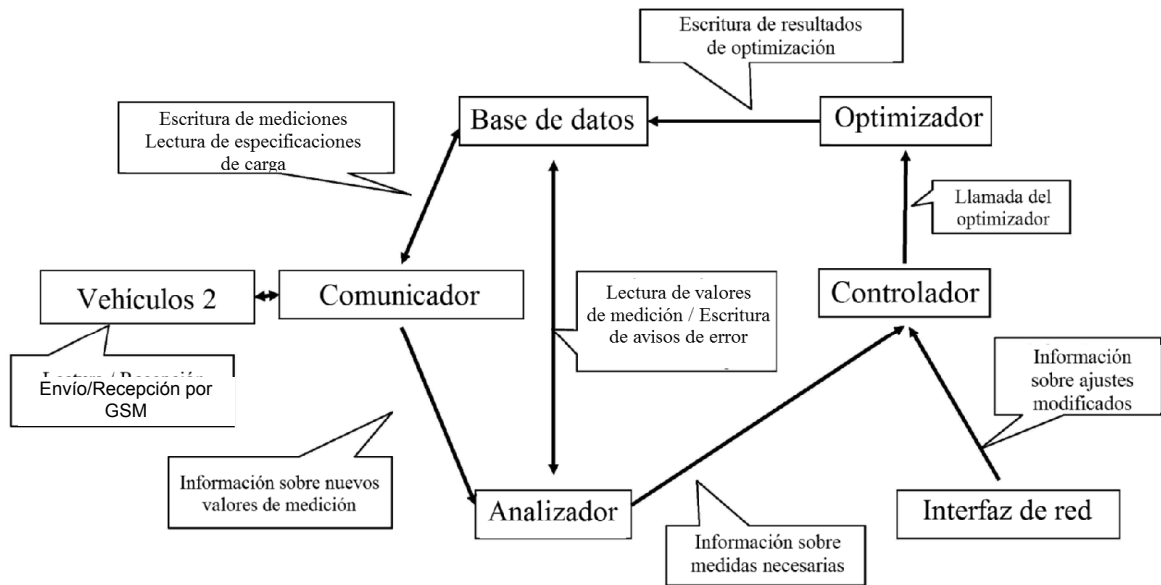 Escritura de resultados
de optimización
Escritura de mediciones
Lectura de especificaciones
de carga
Base de datos
Optimizador
Llamada del
optimizador
Vehículos 2
Comunicador
Lectura de valores
de medición / Escritura
de avisos de error
Controlador
Envío/Recepción por
GSM
Información
sobre ajustes
modificados
Información sobre nuevos
valores de medición
Analizador
Información sobre
medidas necesarias
Interfaz de red